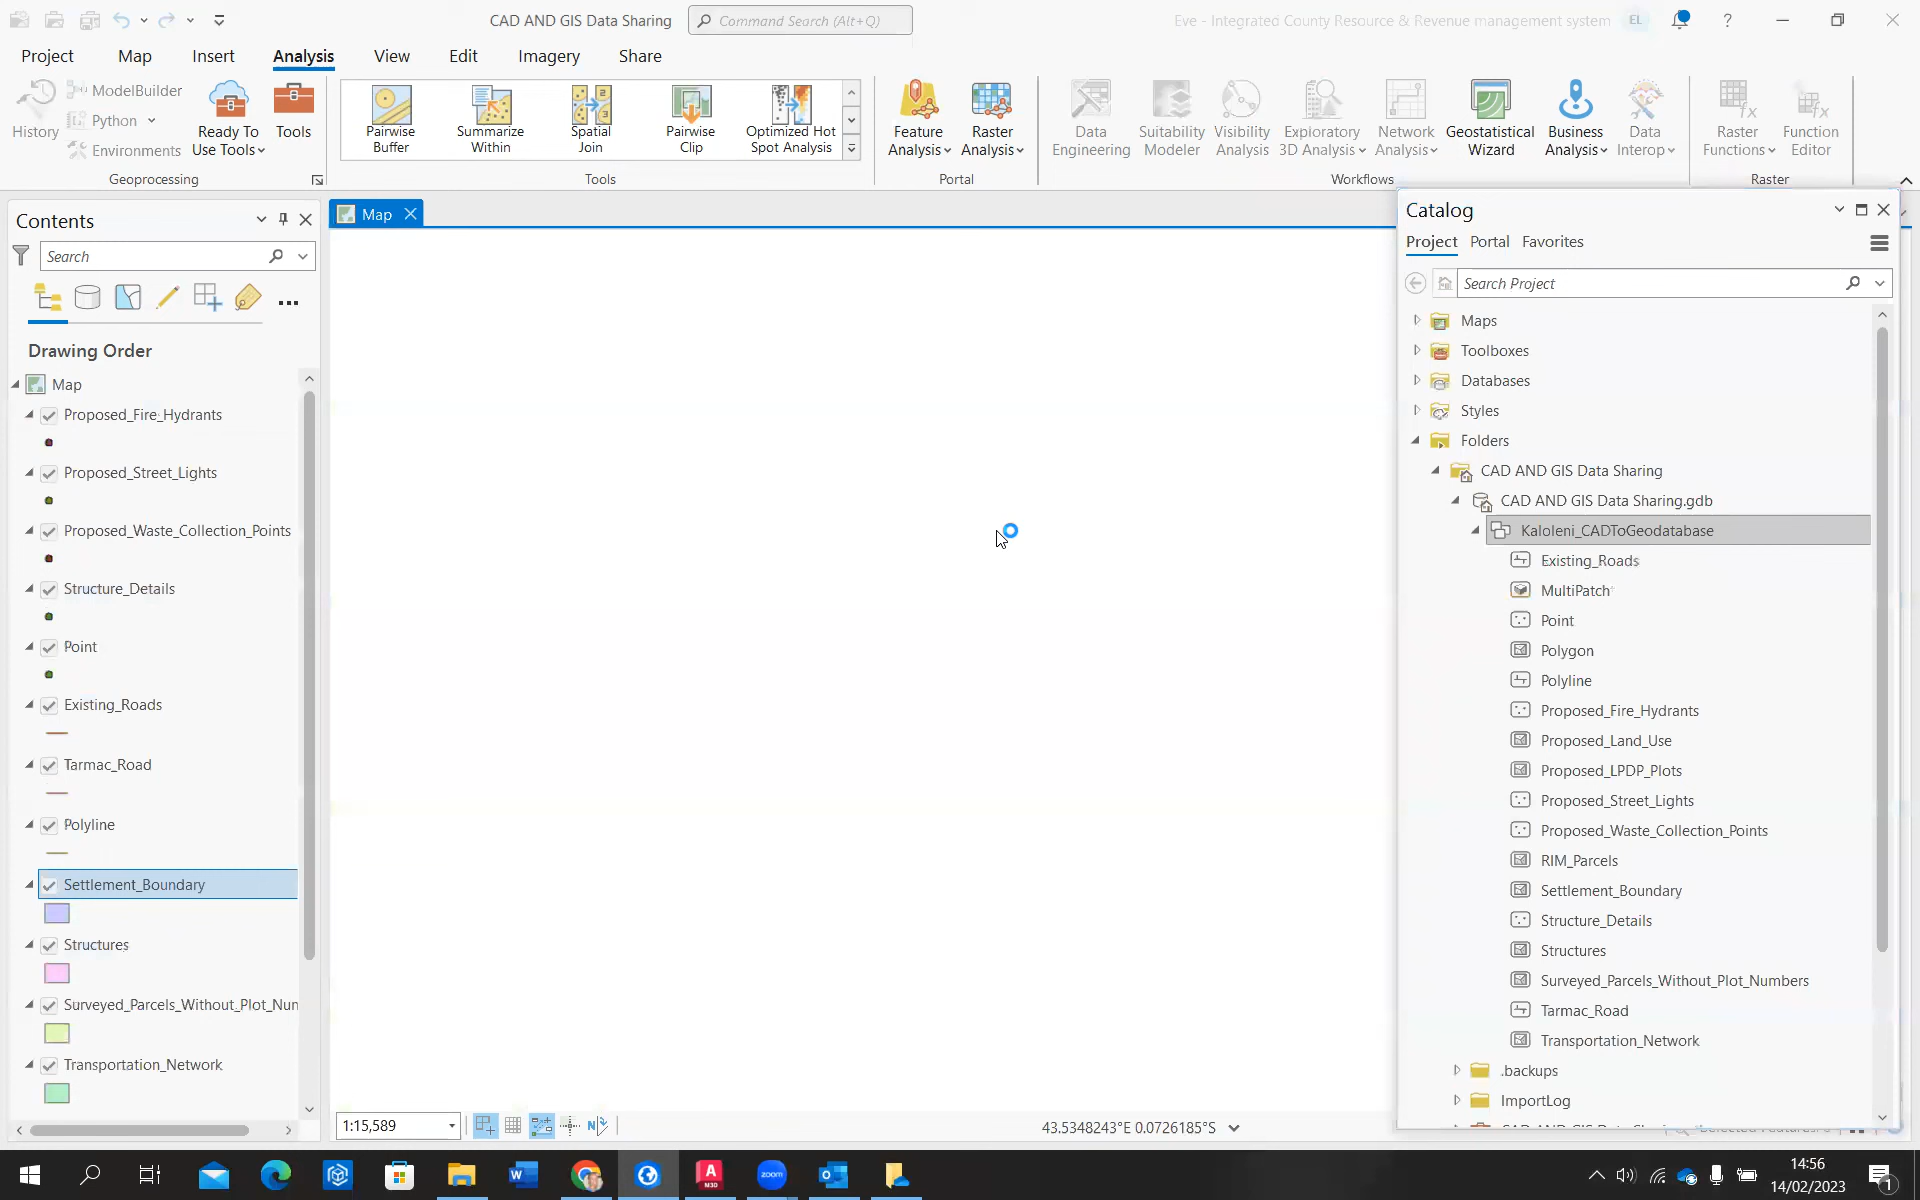 CAD AND GIS Data Sharing
Command Search (Alt+Q)
Eve - Integrated County Resource & Revenue management system
EL
?
Project
Map
Insert
Analysis
View
Edit
Imagery
Share
History
ModelBuilder
Python
Environments
Ready To
Use Tools
Tools
Geoprocessing
Pairwise
Buffer
Summarize
Within
Spatial
Join
Pairwise
Clip
Optimized Hot
Spot Analysis
Tools
Feature
Analysis
Raster
Analysis
Portal
Data
Engineering
Suitability
Modeler
Visibility
Analysis
Exploratory
3D Analysis
Network
Analysis
Geostatistical
Wizard
Business
Analysis
Data
Interop
Workflows
Raster
Functions
Function
Editor
Raster
Contents
Search
Drawing Order
Map
Proposed_Fire_Hydrants
Proposed_Street_Lights
Proposed_Waste_Collection_Points
Structure_Details
Point
Existing_Roads
Tarmac_Road
Polyline
Settlement_Boundary
Structures
Surveyed_Parcels_Without_Plot_Num
Transportation_Network
Map
1:15,589
43.5348243°E 0.0726185°S
Catalog
Project
Portal
Favorites
Search Project
Maps
Toolboxes
Databases
Styles
Folders
CAD AND GIS Data Sharing
CAD AND GIS Data Sharing.gdb
Kaloleni_CADToGeodatabase
Existing_Roads
MultiPatch
Point
Polygon
Polyline
Proposed_Fire_Hydrants
Proposed_Land_Use
Proposed_LPDP_Plots
Proposed_Street_Lights
Proposed_Waste_Collection_Points
RIM_Parcels
Settlement_Boundary
Structure_Details
Structures
Surveyed_Parcels_Without_Plot_Numbers
Tarmac_Road
Transportation_Network
.backups
ImportLog
W
A
N30
zoom
14:56
14/02/2023
1